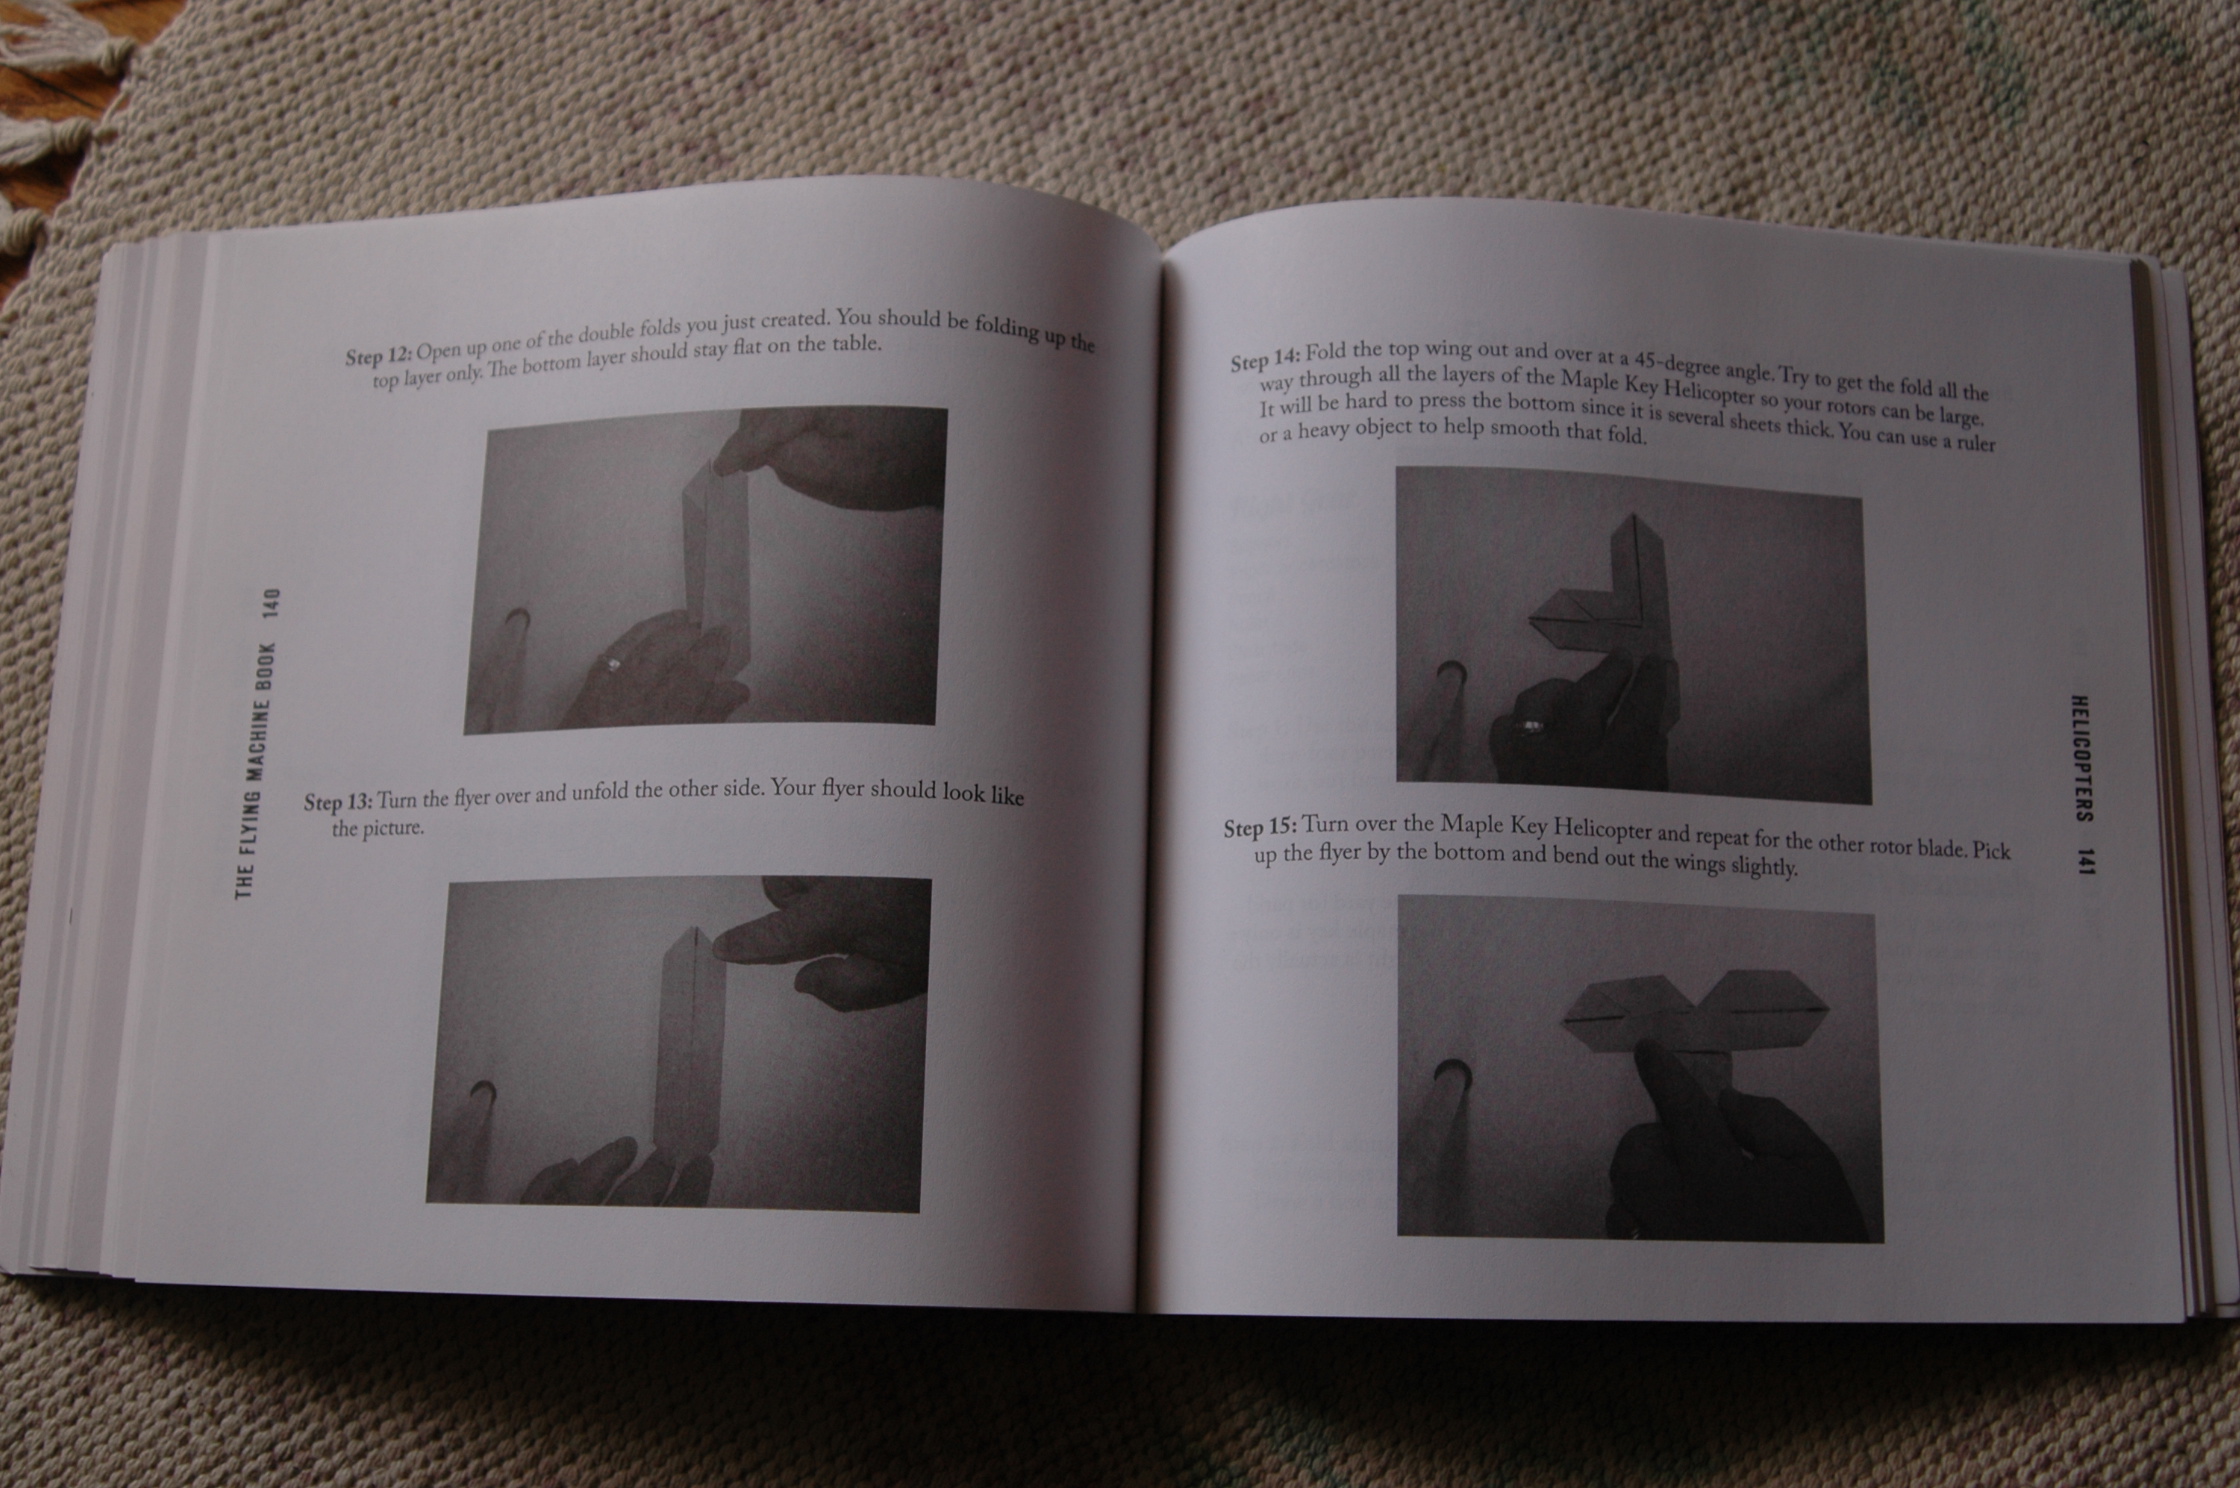 Step 12: Open up one of the double folds you just created. You should be folding up the
top layer only. The bottom layer should stay flat on the table.
Step 13: Turn the flyer over and unfold the other side. Your flyer should look like
the picture.
THE FLYING MACHINE BOOK 140
Step 14: Fold the top wing out and over at a 45-degree angle. Try to get the fold all the
way through all the layers of the Maple Key Helicopter so your rotors can be large.
It will be hard to press the bottom since it is several sheets thick. You can use a ruler
or a heavy object to help smooth that fold.
Step 15: Turn over the Maple Key Helicopter and repeat for the other rotor blade. Pick
up the flyer by the bottom and bend out the wings slightly.
HELICOPTERS 141